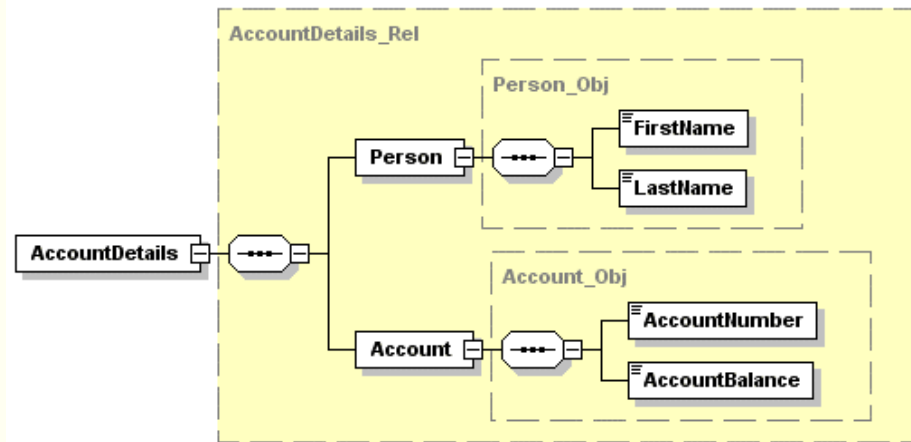 AccountDetails_Rel
Person_Obj
FirstName
Person
LastName
AccountDetails
Account_Obj
AccountNumber
Account
AccountBalance